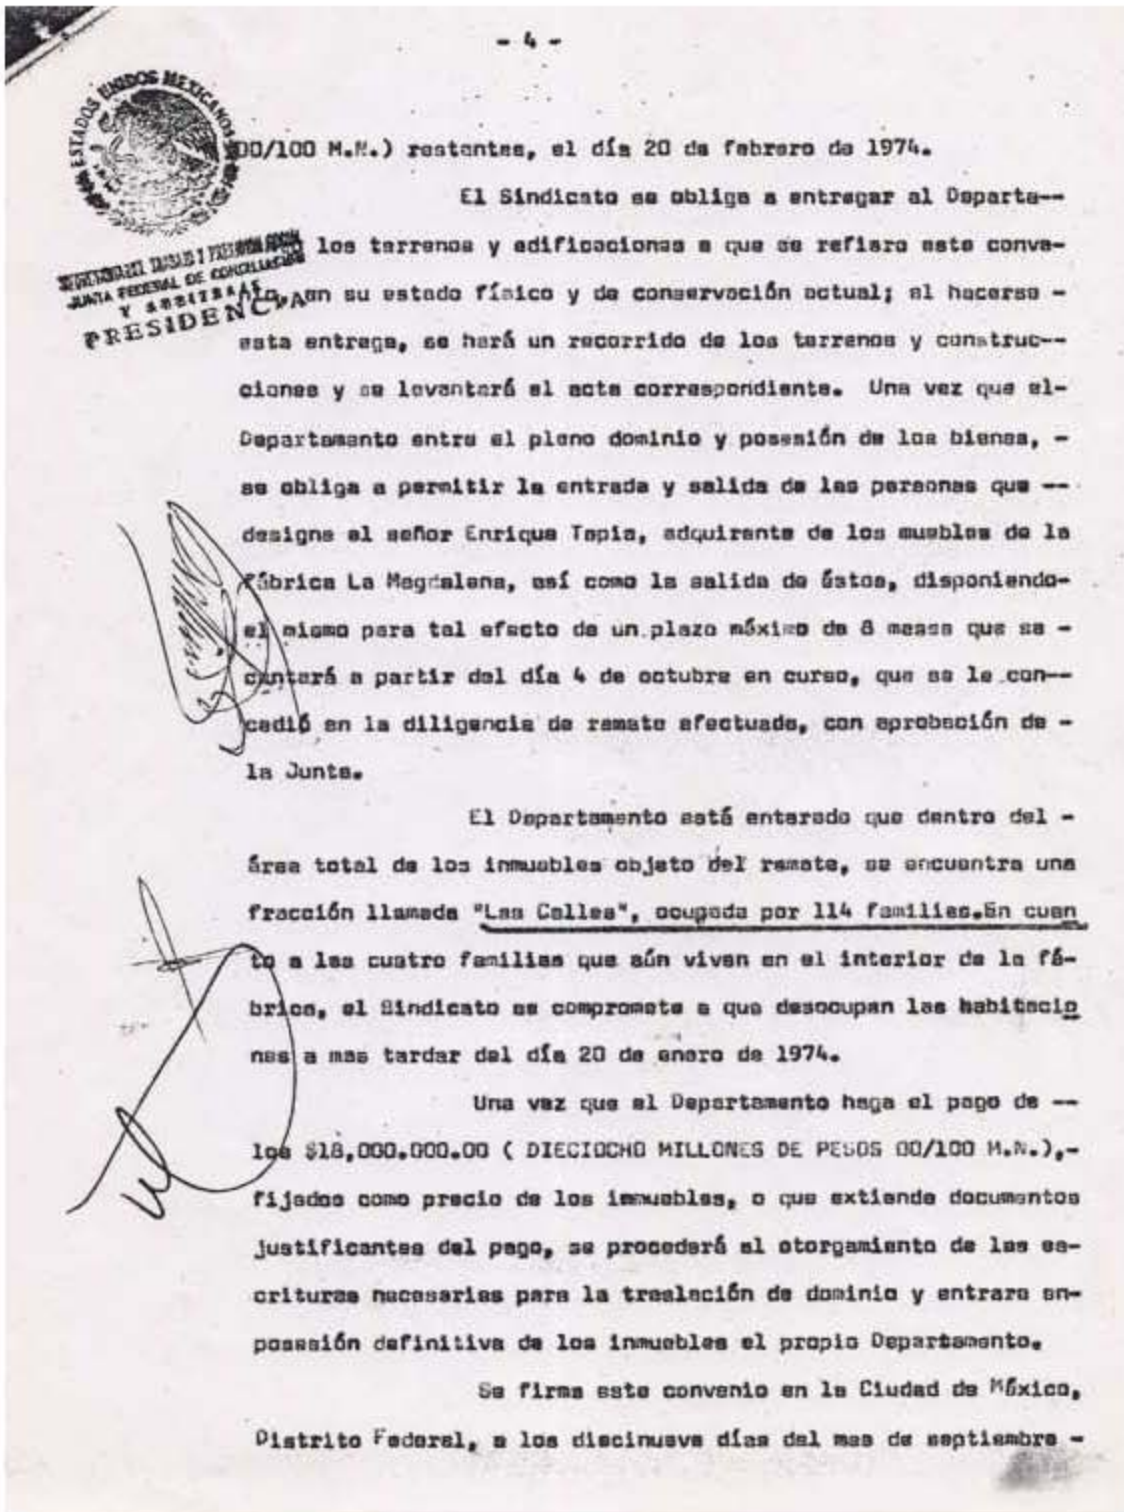 - 4 -
ESTADOS UNIDOS MEXICANOS
00/100 M.N.) restantes, el día 20 de febrero de 1974.
El Sindicato se obliga a entregar al Departa--
los terrenos y edificaciones a que se refiere este conve-
SECRETARIA DEL TRABAJO Y PREVISION SOCIAL
JUNTA FEDERAL DE CONCILIACION
Y ARBITRAJE
PRESIDENCIA
nio, en su estado físico y de conservación actual; al hacerse -
esta entrega, se hará un recorrido de los terrenos y construc--
ciones y se levantará el acta correspondiente. Una vez que el-
Departamento entre el pleno dominio y posesión de los bienes, -
se obliga a permitir la entrada y salida de las personas que --
designe el señor Enrique Tapia, adquirente de los muebles de la
fábrica La Magdalena, así como la salida de éstos, disponiendo-
el mismo para tal efecto de un plazo máximo de 8 meses que se -
contará a partir del día 4 de octubre en curso, que se le con--
cedió en la diligencia de remate efectuada, con aprobación de -
la Junta.
El Departamento está enterado que dentro del -
área total de los inmuebles objeto del remate, se encuentra una
fracción llamada "Las Calles", ocupada por 114 familias.En cuan
to a las cuatro familias que aún viven en el interior de la fá-
brica, el Sindicato se compromete a que desocupan las habitacio
nes a mas tardar del día 20 de enero de 1974.
Una vez que el Departamento haga el pago de --
los $18,000.000.00 ( DIECIOCHO MILLONES DE PESOS 00/100 M.N.),-
fijados como precio de los inmuebles, o que extienda documentos
justificantes del pago, se procederá al otorgamiento de las es-
crituras necesarias para la traslación de dominio y entrara en-
posesión definitiva de los inmuebles el propio Departamento.
Se firma este convenio en la Ciudad de México,
Distrito Federal, a los diecinueve días del mes de septiembre -